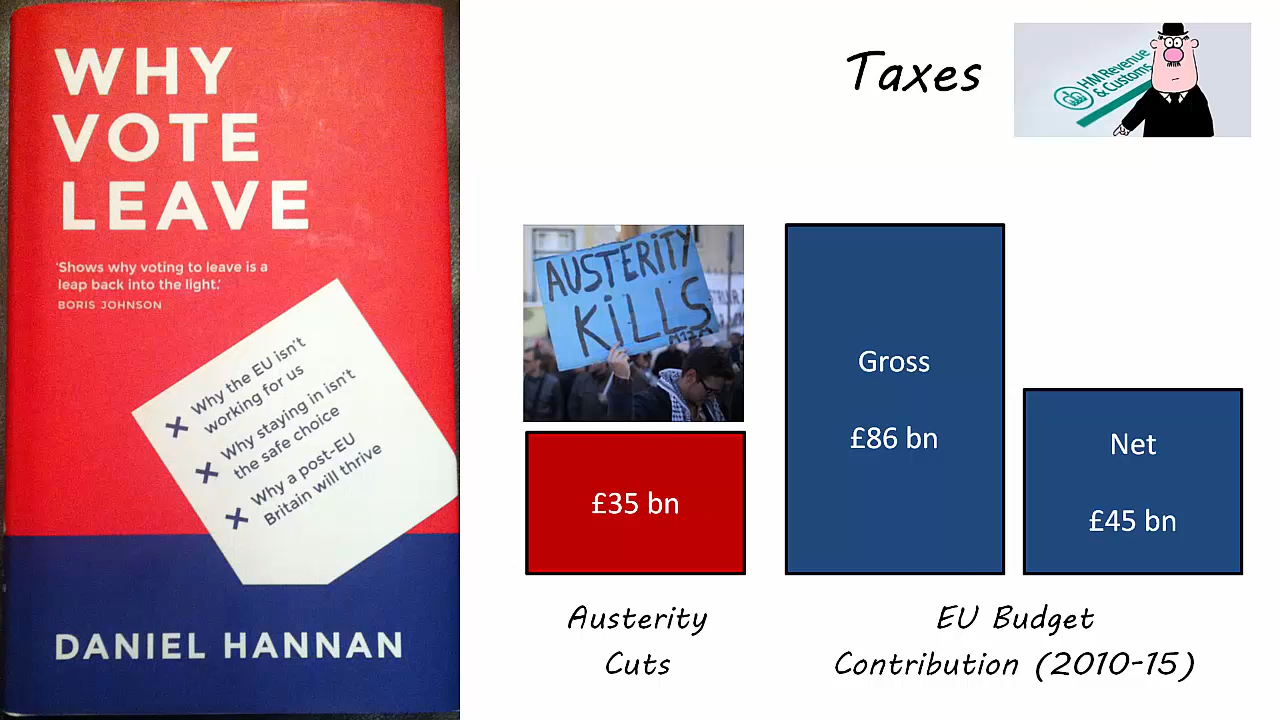 WHY
VOTE
LEAVE
'Shows why voting to leave is a
leap back into the light.'
BORIS JOHNSON
Why the EU isn't
working for us
Why staying in isn't
the safe choice
Why a post-EU
Britain will thrive
DANIEL HANNAN
Taxes
HM Revenue
& Customs
AUSTERITY
KiLLS
£35 bn
Austerity
Cuts
Gross
£86 bn
Net
£45 bn
EU Budget
Contribution (2010-15)